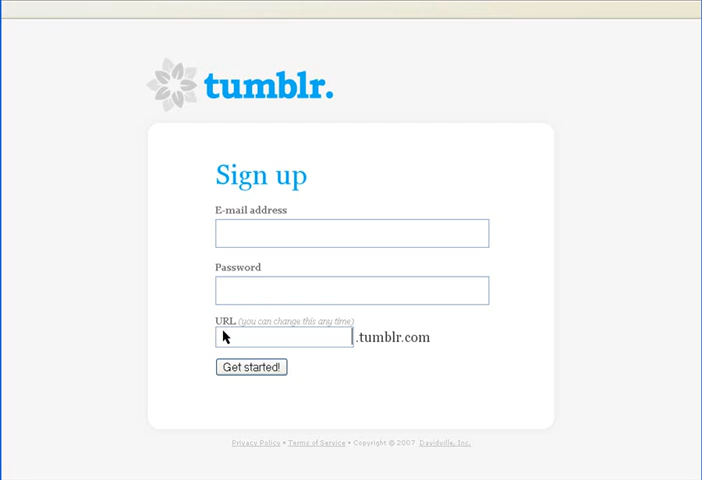 tumblr.
Sign up
E-mail address
Password
URL (you can change this any time)
.tumblr.com
Get started!
Privacy Policy • Terms of Service • Copyright © 2007 Davidville, Inc.